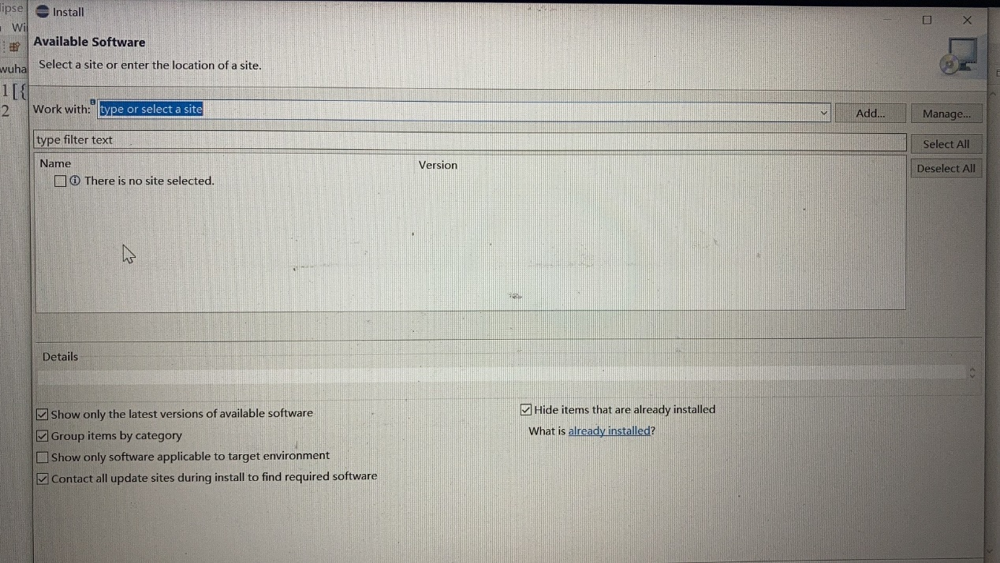 lipse
Install
Wi
Available Software
Select a site or enter the location of a site.
wuha
1[{
2
Work with:
type or select a site
Add...
Manage...
type filter text
Select All
Name
Version
Deselect All
There is no site selected.
Details
Show only the latest versions of available software
Hide items that are already installed
Group items by category
What is already installed?
Show only software applicable to target environment
Contact all update sites during install to find required software